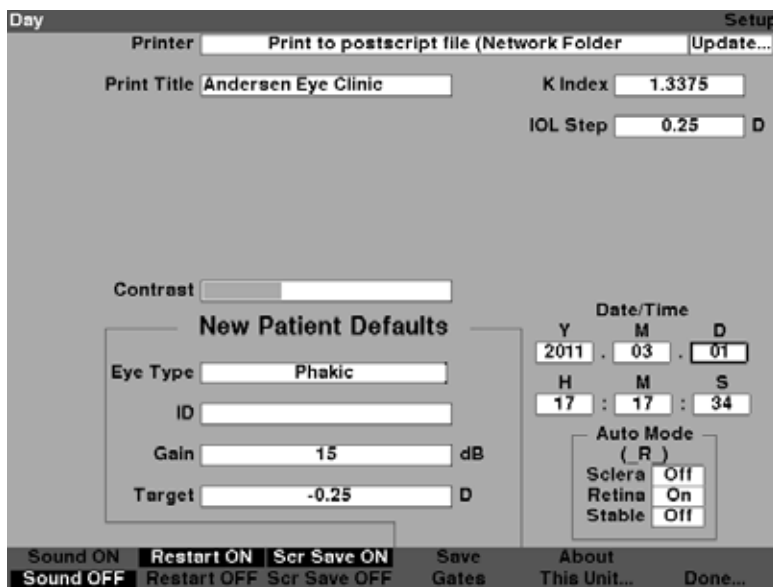 Day Setup
Printer Print to postscript file (Network Folder Update...
Print Title Andersen Eye Clinic K Index 1.3375
IOL Step 0.25 D
Contrast
Date/Time
New Patient Defaults
Y M D
2011 . 03 . 01
Eye Type Phakic
H M S
17 : 17 : 34
ID
Auto Mode
(_R_)
Gain 15 dB
Sclera Off
Retina On
Target -0.25 D
Stable Off
Sound ON Restart ON Scr Save ON Save About
Sound OFF Restart OFF Scr Save OFF Gates This Unit... Done...